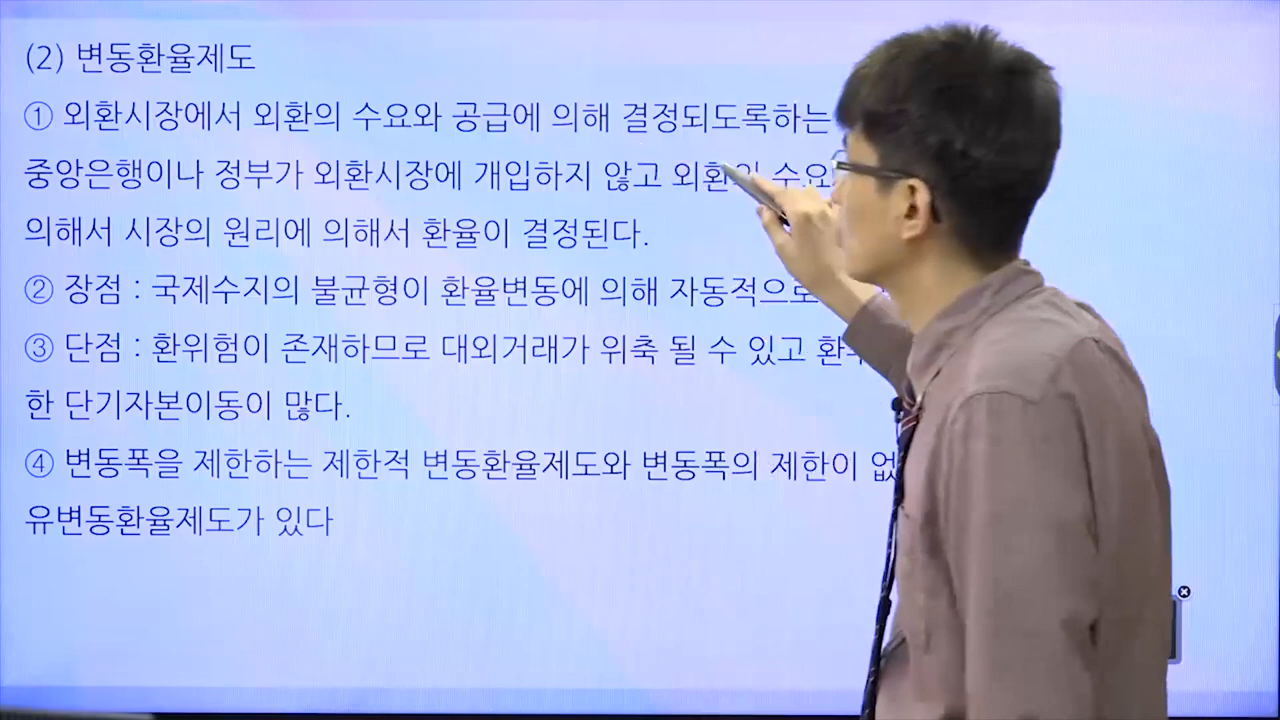 (2) 변동환율제도
① 외환시장에서 외환의 수요와 공급에 의해 결정되도록하는
중앙은행이나 정부가 외환시장에 개입하지 않고 외환의 수요
의해서 시장의 원리에 의해서 환율이 결정된다.
② 장점 : 국제수지의 불균형이 환율변동에 의해 자동적으로
③ 단점 : 환위험이 존재하므로 대외거래가 위축 될 수 있고
한 단기자본이동이 많다.
④ 변동폭을 제한하는 제한적 변동환율제도와 변동폭의 제한이
유변동환율제도가 있다